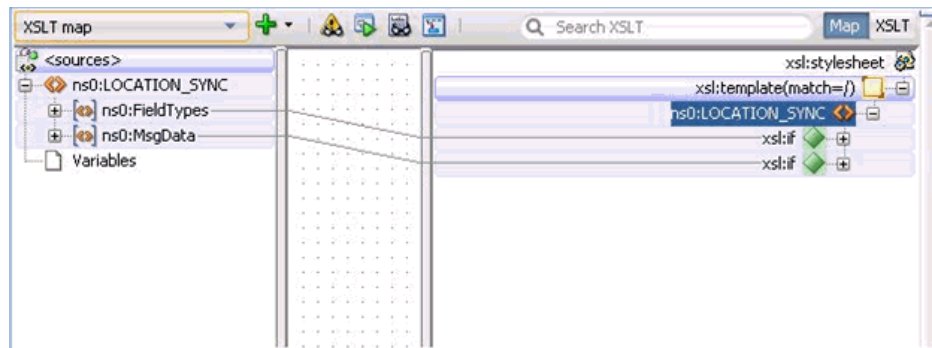 XSLT map
Search XSLT
Map XSLT
<sources>
xsl:stylesheet
ns0:LOCATION_SYNC
xsl:template(match=/)
ns0:FieldTypes
ns0:LOCATION_SYNC
ns0:MsgData
xsl:if
Variables
xsl:if